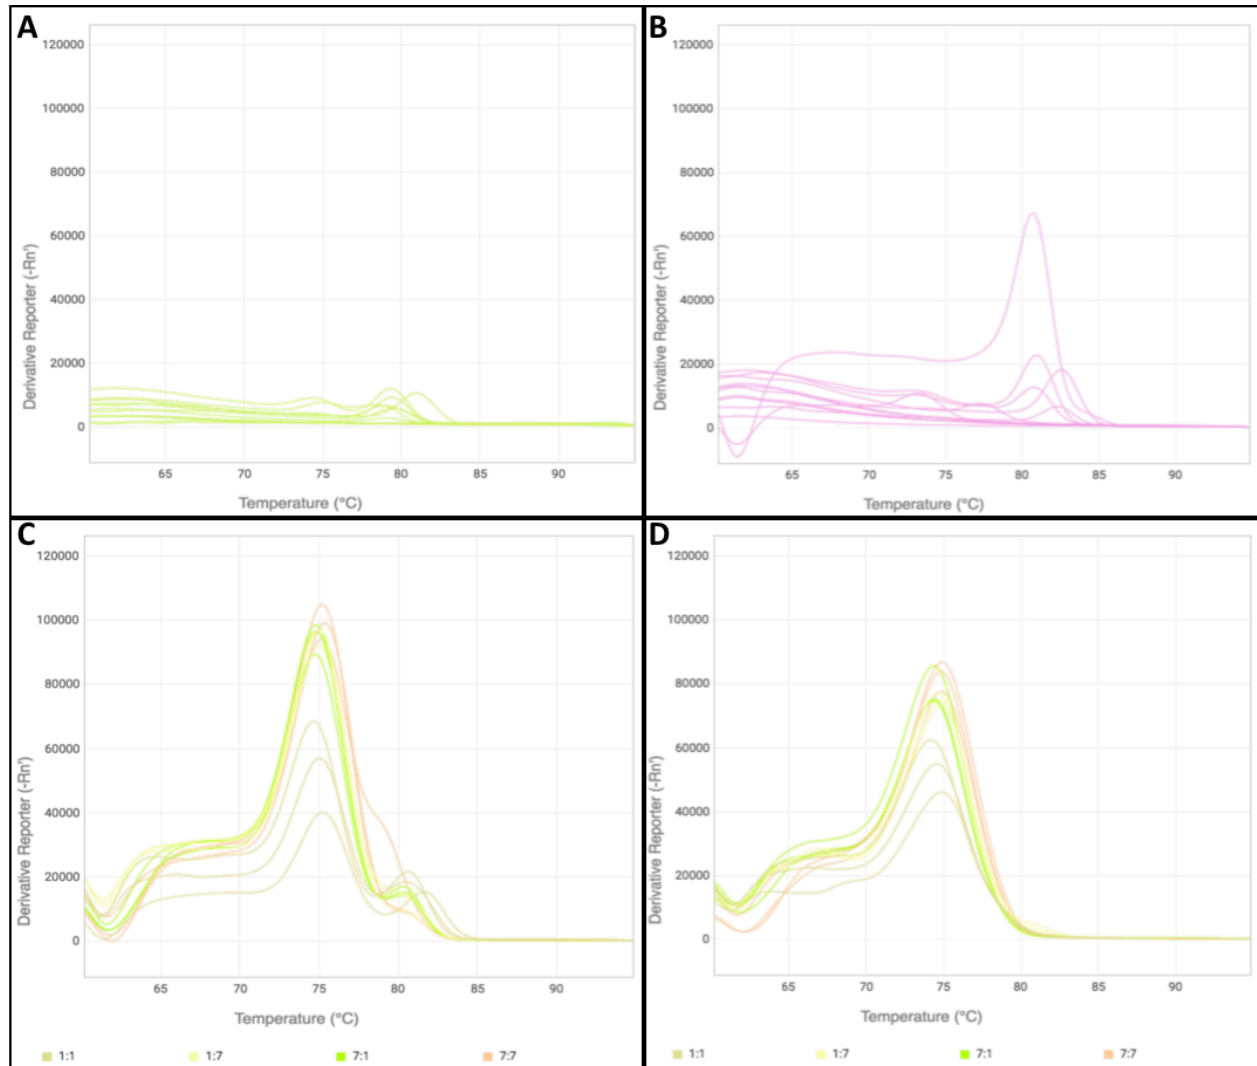 A
120000
100000
80000
60000
40000
20000
0
65 70 75 80 85 90
Derivative Reporter (-Rn')
Temperature (°C)
B
120000
100000
80000
60000
40000
20000
0
65 70 75 80 85 90
Derivative Reporter (-Rn')
Temperature (°C)
C
120000
100000
80000
60000
40000
20000
0
65 70 75 80 85 90
Derivative Reporter (-Rn')
Temperature (°C)
1:1 1:7 7:1 7:7
D
120000
100000
80000
60000
40000
20000
0
65 70 75 80 85 90
Derivative Reporter (-Rn')
Temperature (°C)
1:1 1:7 7:1 7:7